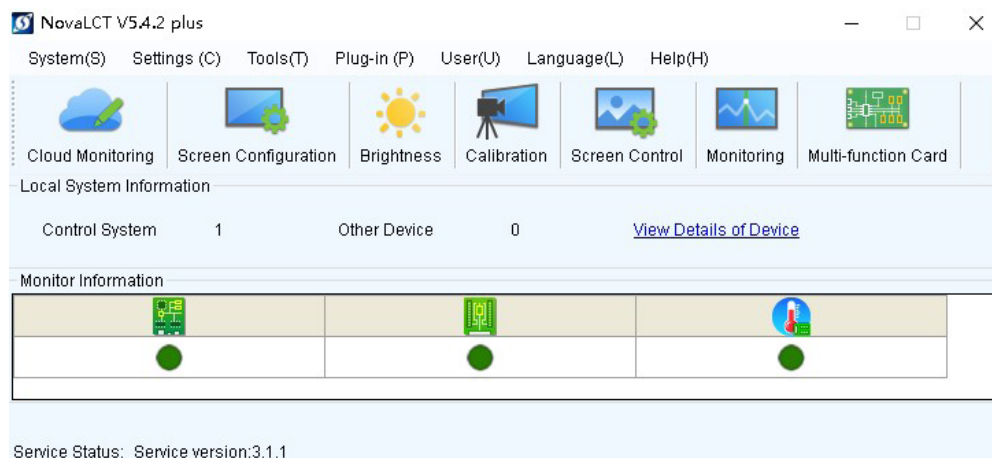 NovaLCT V5.4.2 plus
System(S) Settings (C) Tools(T) Plug-in (P) User(U) Language(L) Help(H)
Cloud Monitoring Screen Configuration Brightness Calibration Screen Control Monitoring Multi-function Card
Local System Information
Control System 1 Other Device 0 View Details of Device
Monitor Information
Service Status: Service version:3.1.1